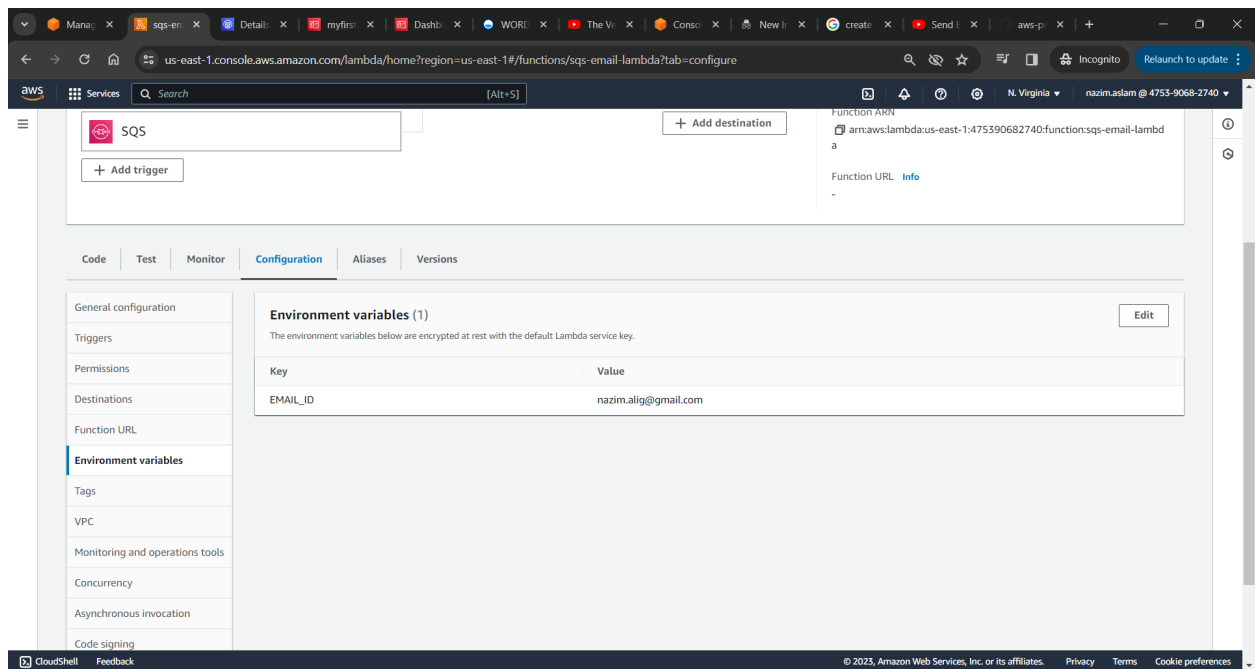 Manag
sqs-em
Details
myfirst
Dashb
WORD
The Ve
Conso
New In
create
Send E
aws-pr
us-east-1.console.aws.amazon.com/lambda/home?region=us-east-1#/functions/sqs-email-lambda?tab=configure
Incognito
Relaunch to update
aws
Services
Search
[Alt+S]
N. Virginia
nazim.aslam @ 4753-9068-2740
SQS
+ Add trigger
+ Add destination
Function ARN
arn:aws:lambda:us-east-1:475390682740:function:sqs-email-lambd
a
Function URL Info
-
Code
Test
Monitor
Configuration
Aliases
Versions
General configuration
Triggers
Permissions
Destinations
Function URL
Environment variables
Tags
VPC
Monitoring and operations tools
Concurrency
Asynchronous invocation
Code signing
Environment variables (1)
Edit
The environment variables below are encrypted at rest with the default Lambda service key.
Key Value
EMAIL_ID nazim.alig@gmail.com
CloudShell
Feedback
© 2023, Amazon Web Services, Inc. or its affiliates.
Privacy
Terms
Cookie preferences